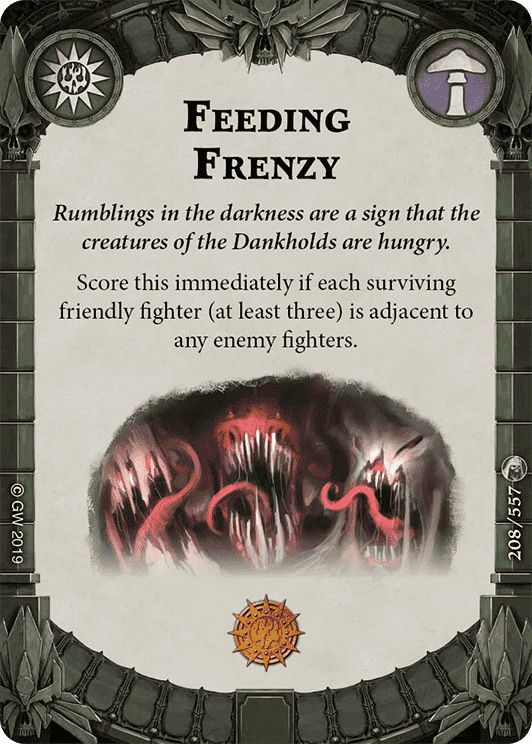 FEEDING
FRENZY
Rumblings in the darkness are a sign that the
creatures of the Dankholds are hungry.
Score this immediately if each surviving
friendly fighter (at least three) is adjacent to
any enemy fighters.
© GW 2019
208/557